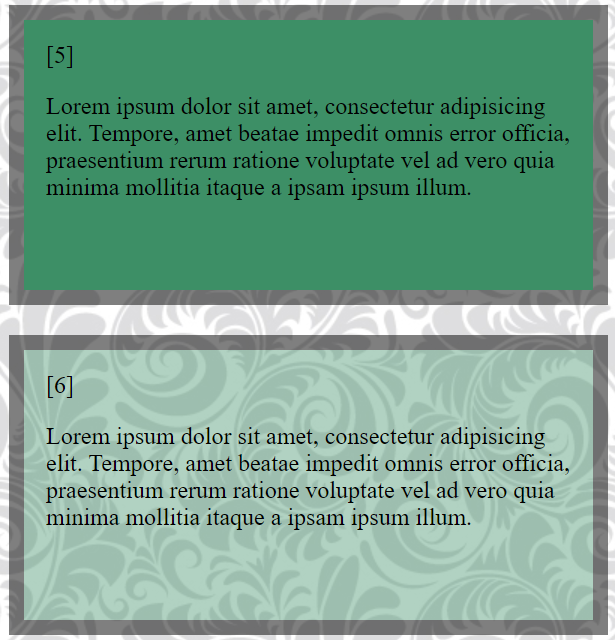 [5]
Lorem ipsum dolor sit amet, consectetur adipisicing
elit. Tempore, amet beatae impedit omnis error officia,
praesentium rerum ratione voluptate vel ad vero quia
minima mollitia itaque a ipsam ipsum illum.
[6]
Lorem ipsum dolor sit amet, consectetur adipisicing
elit. Tempore, amet beatae impedit omnis error officia,
praesentium rerum ratione voluptate vel ad vero quia
minima mollitia itaque a ipsam ipsum illum.